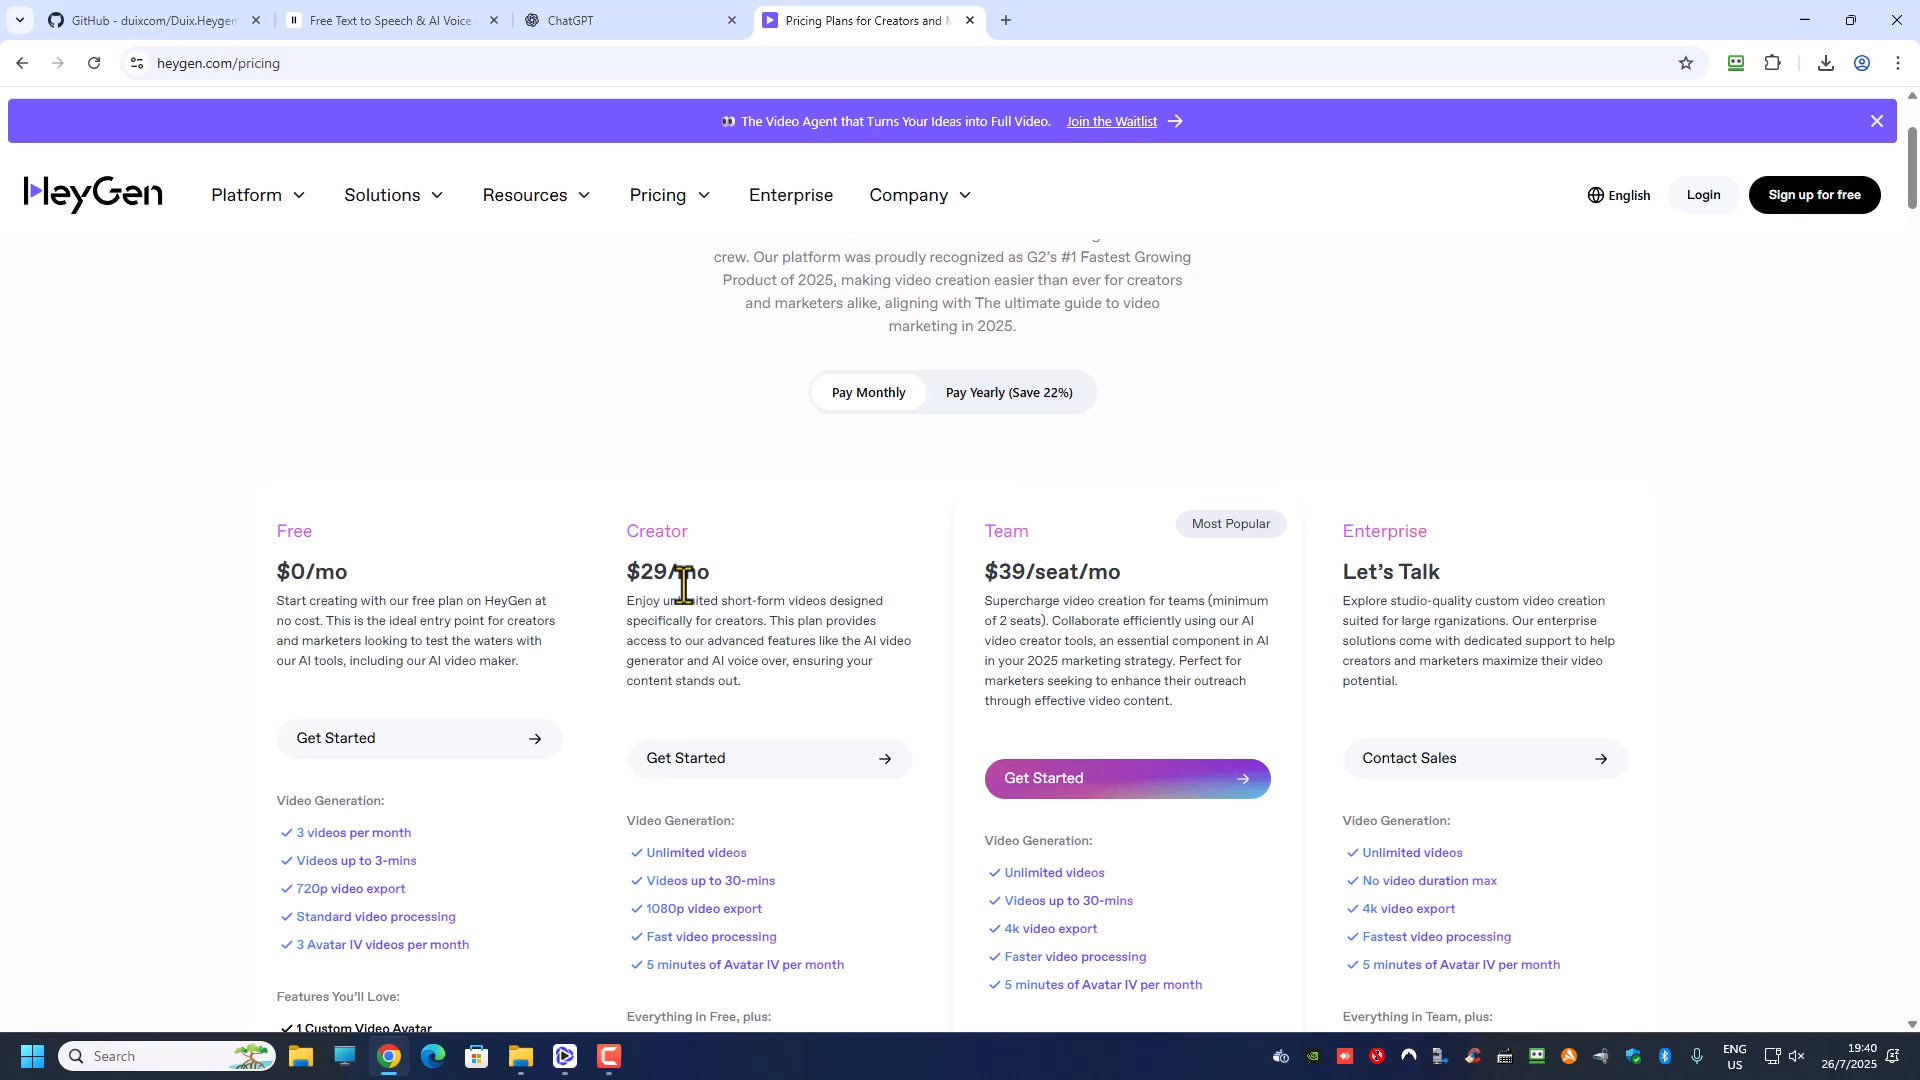 GitHub - duixcom/Duix.Heygem
Free Text to Speech & AI Voice
ChatGPT
Pricing Plans for Creators and M
heygen.com/pricing
The Video Agent that Turns Your Ideas into Full Video. Join the Waitlist
HeyGen
Platform
Solutions
Resources
Pricing
Enterprise
Company
English
Login
Sign up for free
crew. Our platform was proudly recognized as G2's #1 Fastest Growing
Product of 2025, making video creation easier than ever for creators
and marketers alike, aligning with The ultimate guide to video
marketing in 2025.
Pay Monthly
Pay Yearly (Save 22%)
Free
$0/mo
Start creating with our free plan on HeyGen at
no cost. This is the ideal entry point for creators
and marketers looking to test the waters with
our AI tools, including our AI video maker.
Get Started
Video Generation:
3 videos per month
Videos up to 3-mins
720p video export
Standard video processing
3 Avatar IV videos per month
Features You'll Love:
1 Custom Video Avatar
Creator
$29/mo
Enjoy unlimited short-form videos designed
specifically for creators. This plan provides
access to our advanced features like the AI video
generator and AI voice over, ensuring your
content stands out.
Get Started
Video Generation:
Unlimited videos
Videos up to 30-mins
1080p video export
Fast video processing
5 minutes of Avatar IV per month
Everything in Free, plus:
Team
Most Popular
$39/seat/mo
Supercharge video creation for teams (minimum
of 2 seats). Collaborate efficiently using our AI
video creator tools, an essential component in AI
in your 2025 marketing strategy. Perfect for
marketers seeking to enhance their outreach
through effective video content.
Get Started
Video Generation:
Unlimited videos
Videos up to 30-mins
4k video export
Faster video processing
5 minutes of Avatar IV per month
Enterprise
Let's Talk
Explore studio-quality custom video creation
suited for large rganizations. Our enterprise
solutions come with dedicated support to help
creators and marketers maximize their video
potential.
Contact Sales
Video Generation:
Unlimited videos
No video duration max
4k video export
Fastest video processing
5 minutes of Avatar IV per month
Everything in Team, plus:
Search
ENG
US
19:40
26/7/2025